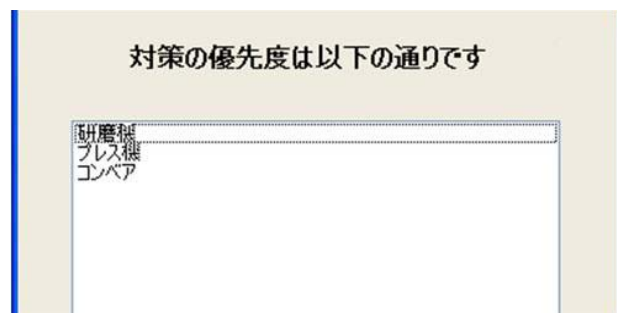 対策の優先度は以下の通りです
研磨機
プレス機
コンベア